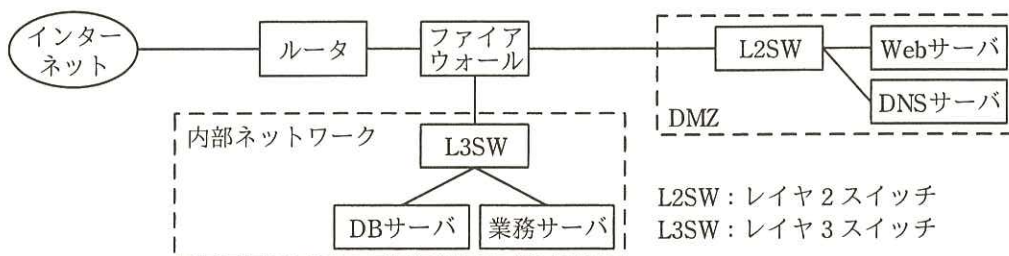 インター
ネット
ルータ
ファイア
ウォール
L2SW
Webサーバ
DNSサーバ
DMZ
内部ネットワーク
L3SW
DBサーバ
業務サーバ
L2SW：レイヤ2スイッチ
L3SW：レイヤ3スイッチ